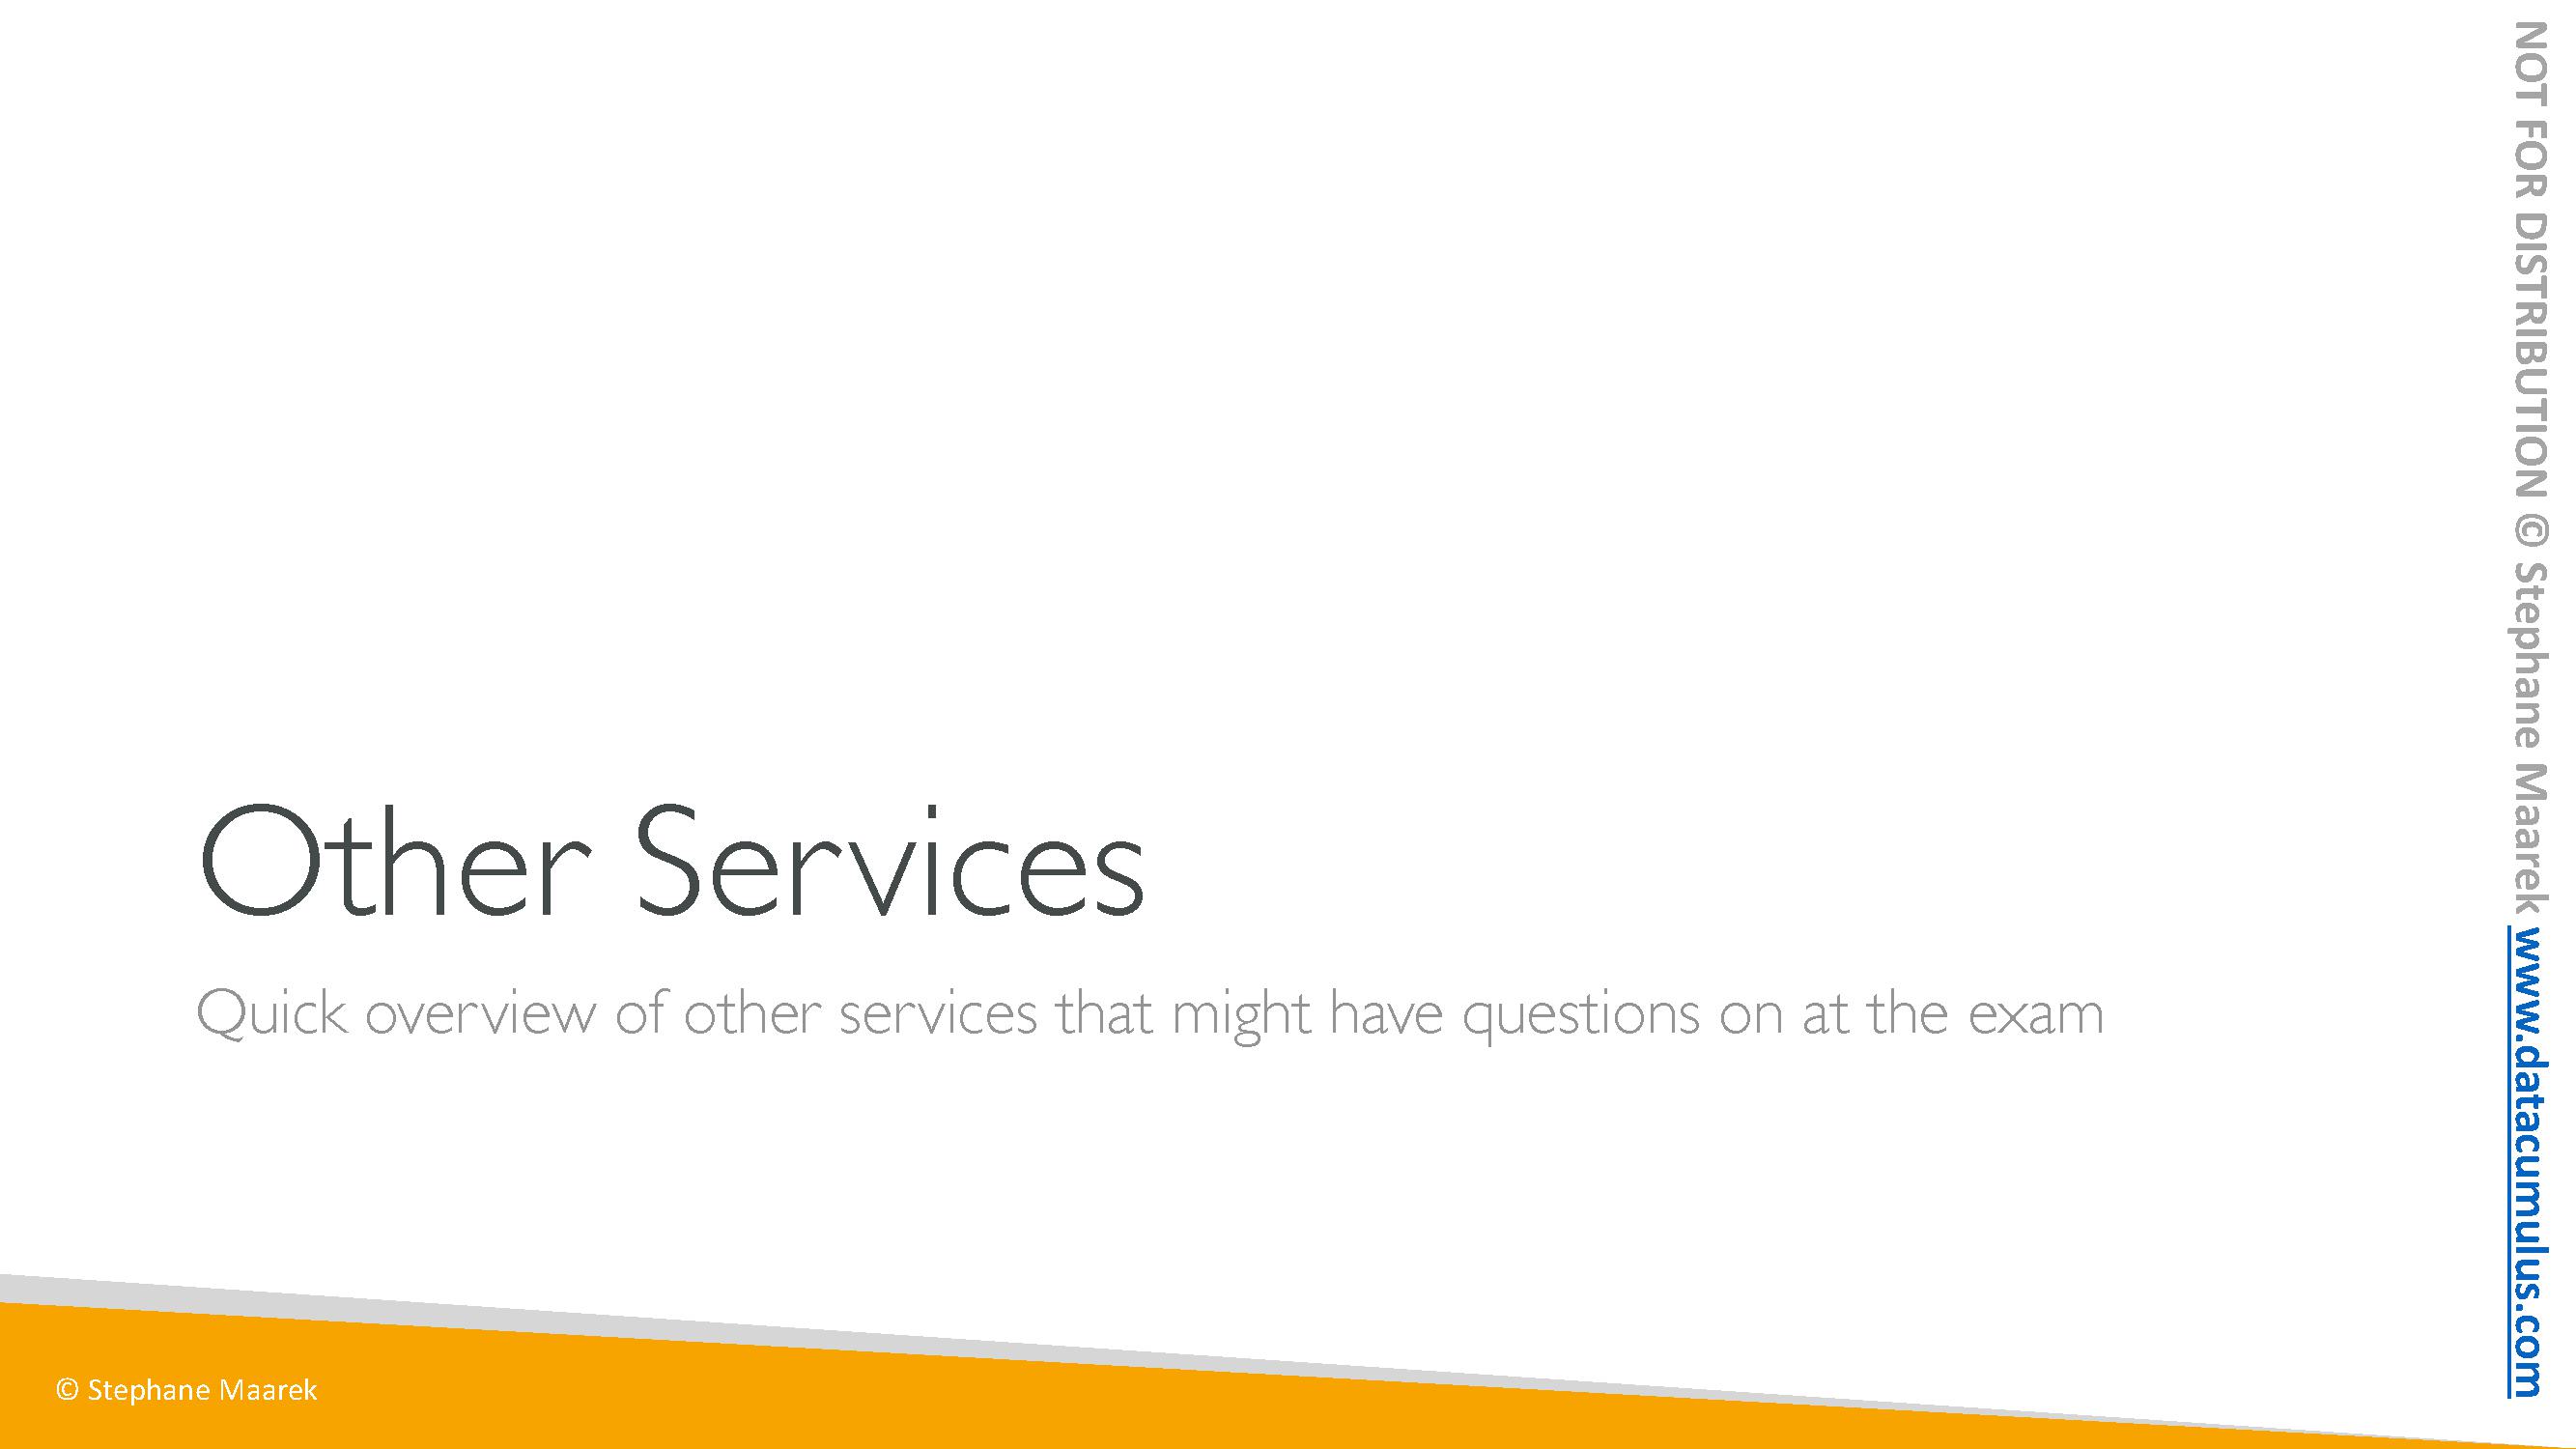 Other Services
Quick overview of other services that might have questions on at the exam
© Stephane Maarek
NOT FOR DISTRIBUTION © Stephane Maarek www.datacumulus.com